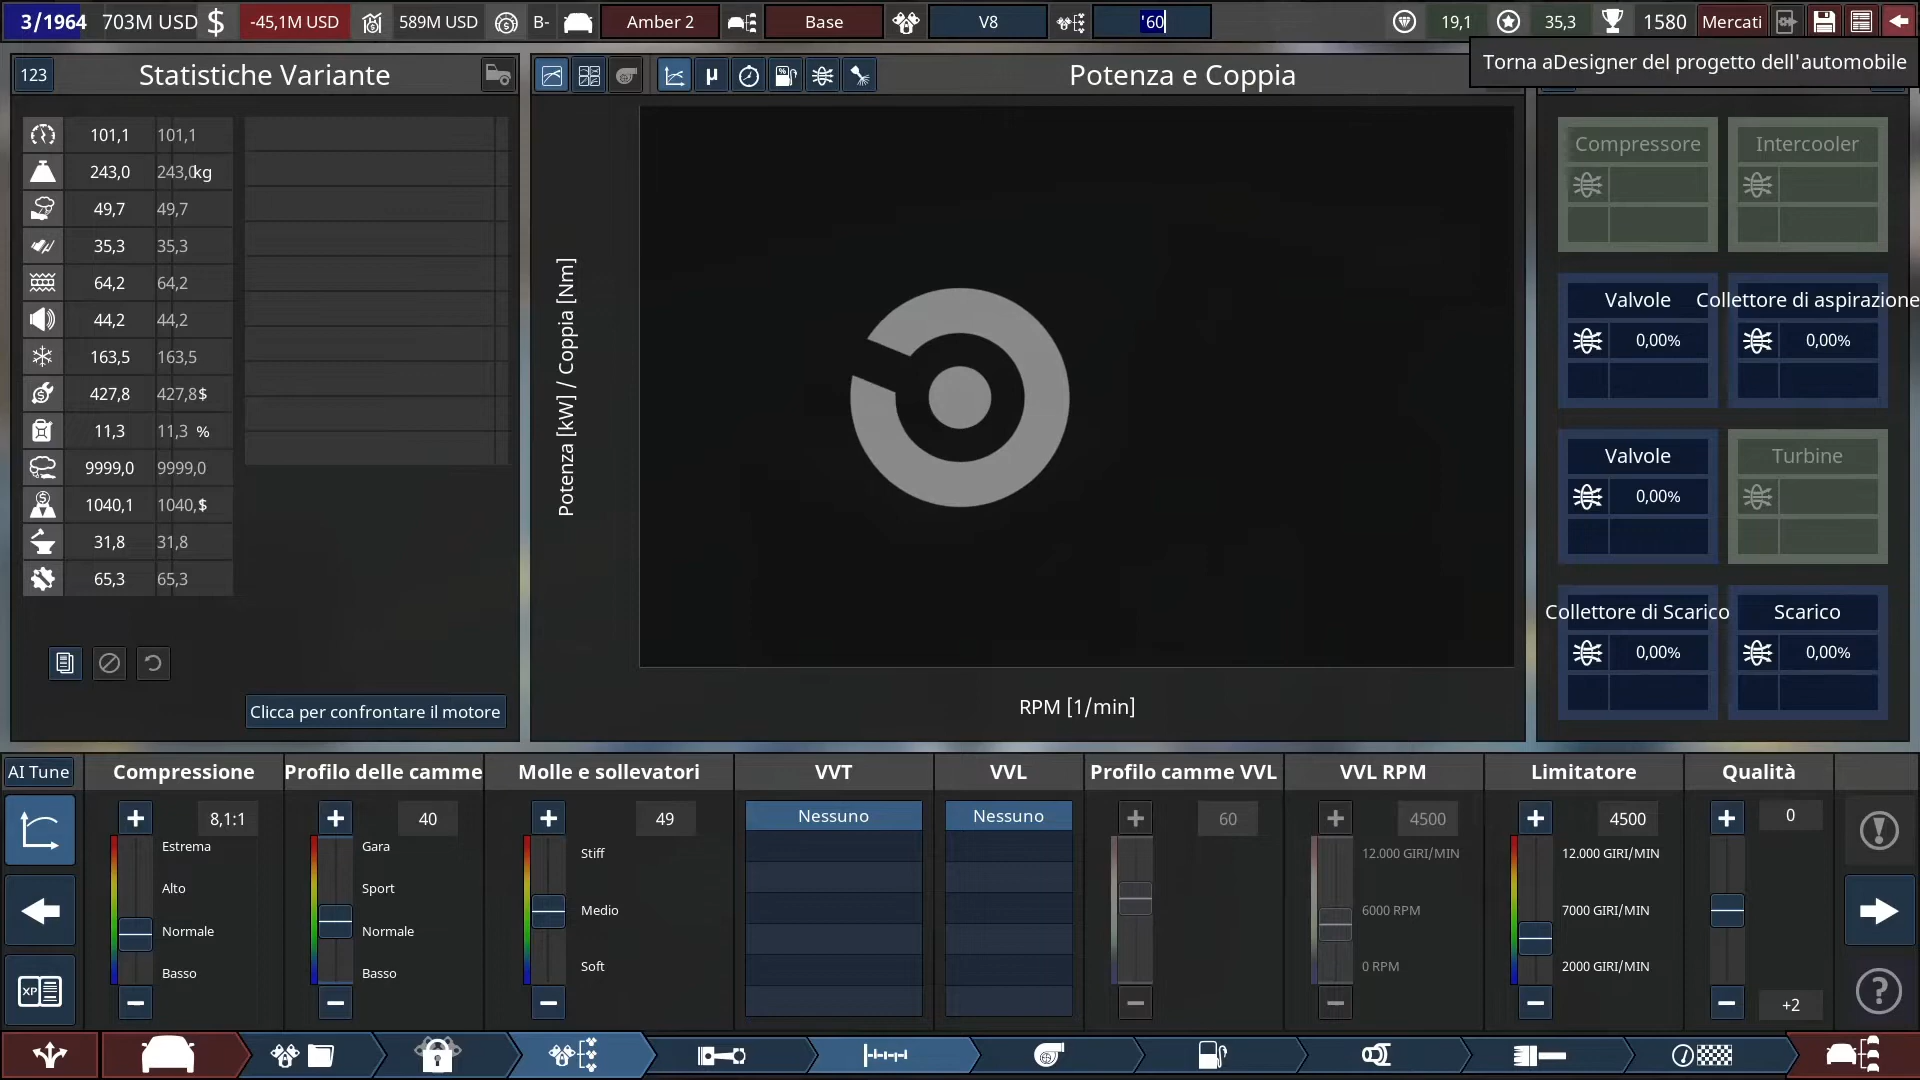 3/1964
703M USD
-45,1M USD
589M USD
B-
Amber 2
Base
V8
'60
19,1
35,3
1580
Mercati
Torna aDesigner del progetto dell'automobile
123
Statistiche Variante
Potenza e Coppia
101,1 101,1
243,0 243,0kg
49,7 49,7
35,3 35,3
64,2 64,2
44,2 44,2
163,5 163,5
427,8 427,8$
11,3 11,3 %
9999,0 9999,0
1040,1 1040,$
31,8 31,8
65,3 65,3
Clicca per confrontare il motore
µ
Potenza [kW] / Coppia [Nm]
RPM [1/min]
Compressore
Intercooler
Valvole
0,00%
Collettore di aspirazione
0,00%
Valvole
0,00%
Turbine
Collettore di Scarico
0,00%
Scarico
0,00%
AI Tune
XP
Compressione
8,1:1
Estrema
Alto
Normale
Basso
Profilo delle camme
40
Gara
Sport
Normale
Basso
Molle e sollevatori
49
Stiff
Medio
Soft
VVT
Nessuno
VVL
Nessuno
Profilo camme VVL
60
VVL RPM
4500
12.000 GIRI/MIN
6000 RPM
0 RPM
Limitatore
4500
12.000 GIRI/MIN
7000 GIRI/MIN
2000 GIRI/MIN
Qualità
0
+2